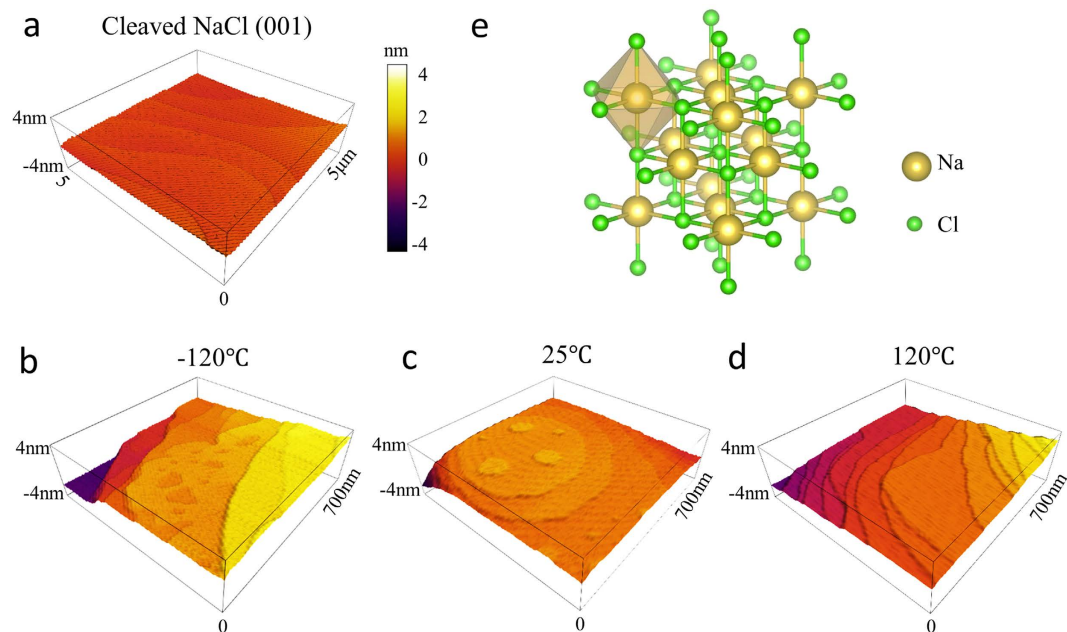 a
Cleaved NaCl (001)
nm
4
2
0
-2
-4
4nm
-4nm
5
5μm
0
e
Na
Cl
b
-120℃
4nm
-4nm
700nm
0
c
25℃
4nm
-4nm
700nm
0
d
120℃
4nm
-4nm
700nm
0